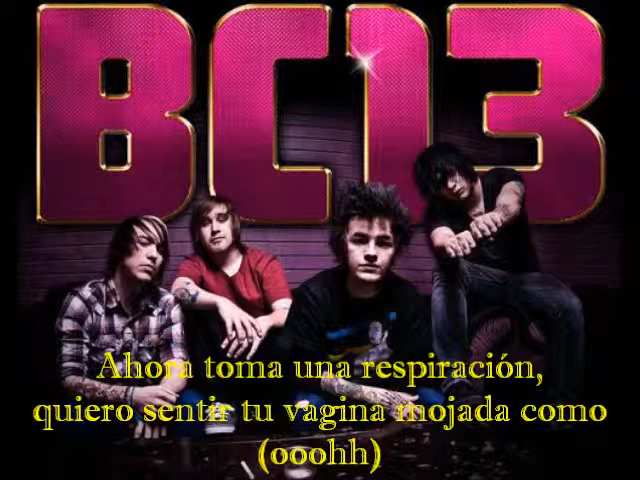 BC13
Ahora toma una respiración,
quiero sentir tu vagina mojada como
(ooohh)